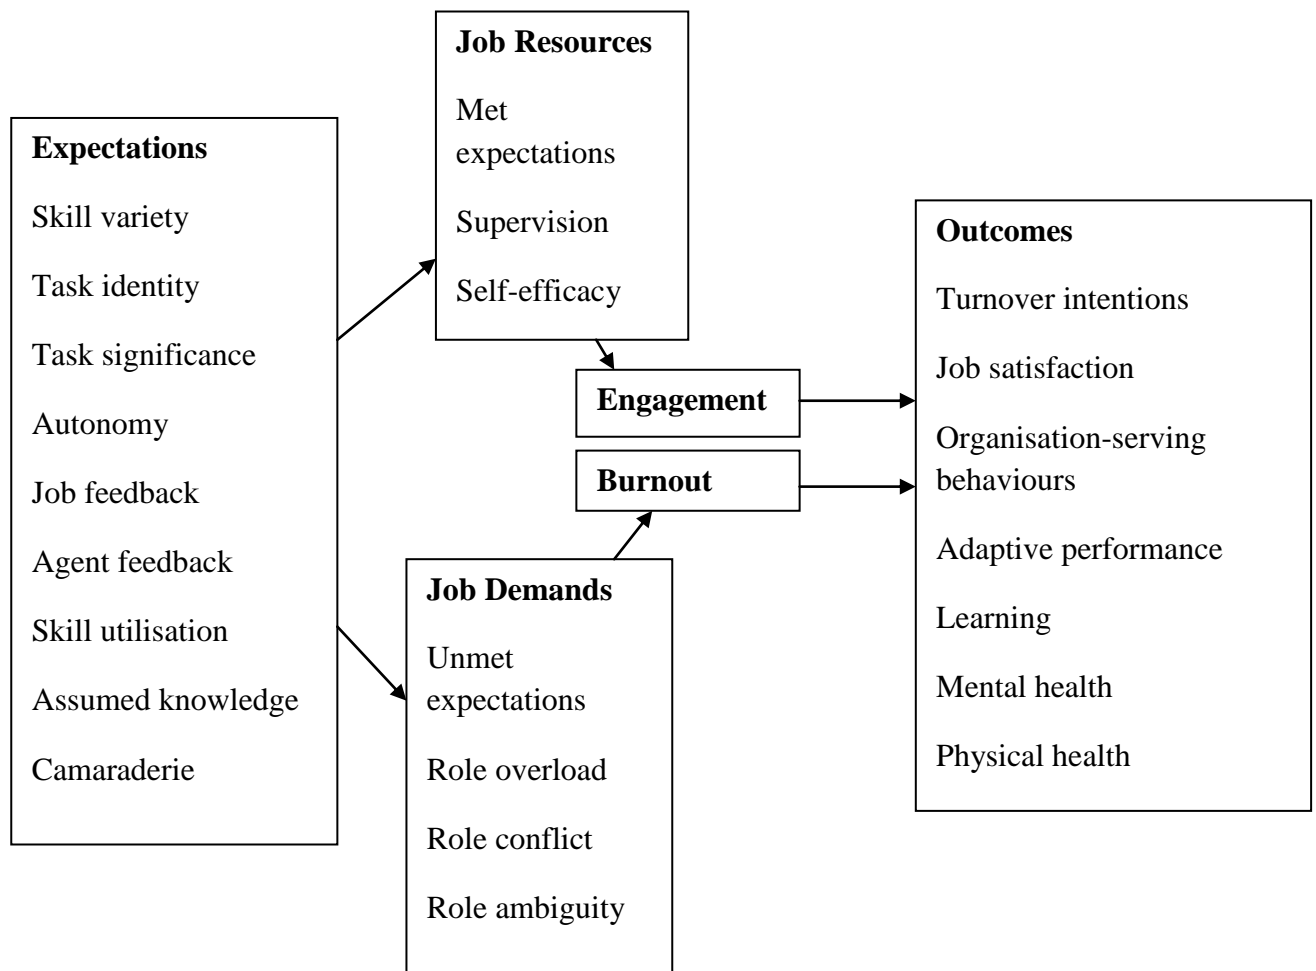 Expectations
Skill variety
Task identity
Task significance
Autonomy
Job feedback
Agent feedback
Skill utilisation
Assumed knowledge
Camaraderie
Job Resources
Met
expectations
Supervision
Self-efficacy
Engagement
Burnout
Job Demands
Unmet
expectations
Role overload
Role conflict
Role ambiguity
Outcomes
Turnover intentions
Job satisfaction
Organisation-serving
behaviours
Adaptive performance
Learning
Mental health
Physical health